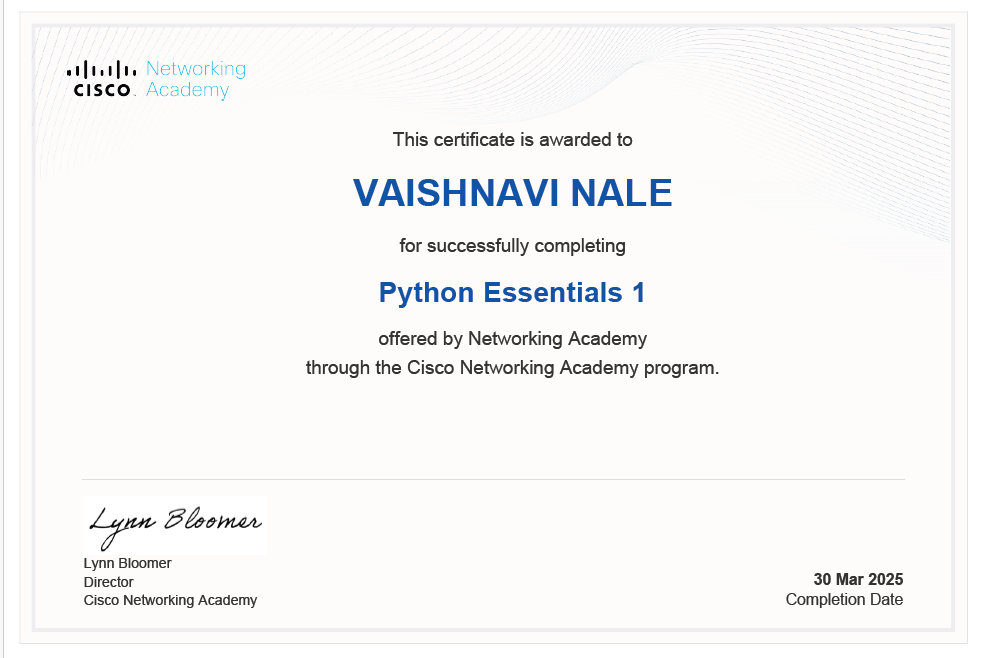 Networking
CISCO Academy
This certificate is awarded to
VAISHNAVI NALE
for successfully completing
Python Essentials 1
offered by Networking Academy
through the Cisco Networking Academy program.
Lynn Bloomer
Lynn Bloomer
Director
Cisco Networking Academy
30 Mar 2025
Completion Date